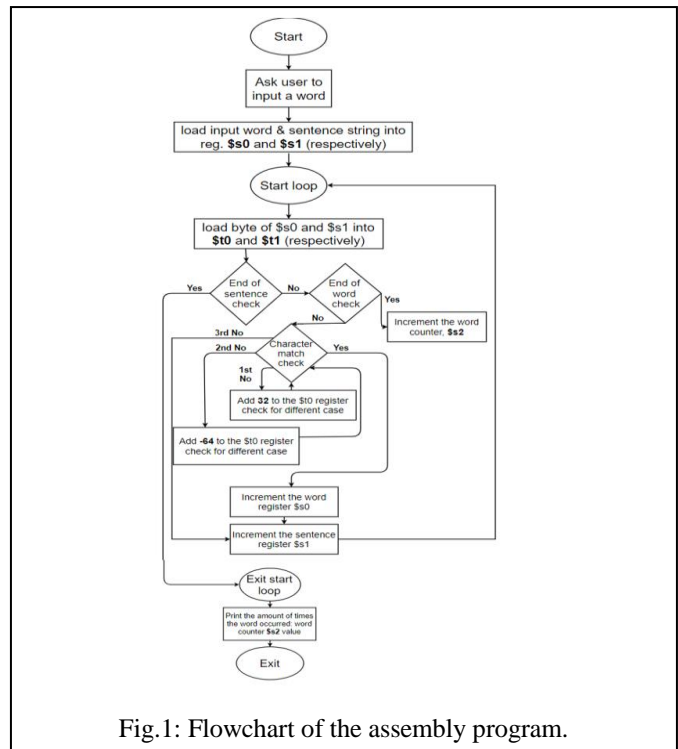 Start
Ask user to
input a word
load input word & sentence string into
reg. $s0 and $s1 (respectively)
Start loop
load byte of $s0 and $s1 into
$t0 and $t1 (respectively)
Yes
End of
sentence
check
No
End of
word
check
Yes
No
Increment the word
counter, $s2
3rd No
2nd No
Character
match
check
Yes
1st
No
Add 32 to the $t0 register
check for different case
Add -64 to the $t0 register
check for different case
Increment the word
register $s0
Increment the sentence
register $s1
Exit start
loop
Print the amount of times
the word occurred: word
counter $s2 value
Exit
Fig.1: Flowchart of the assembly program.